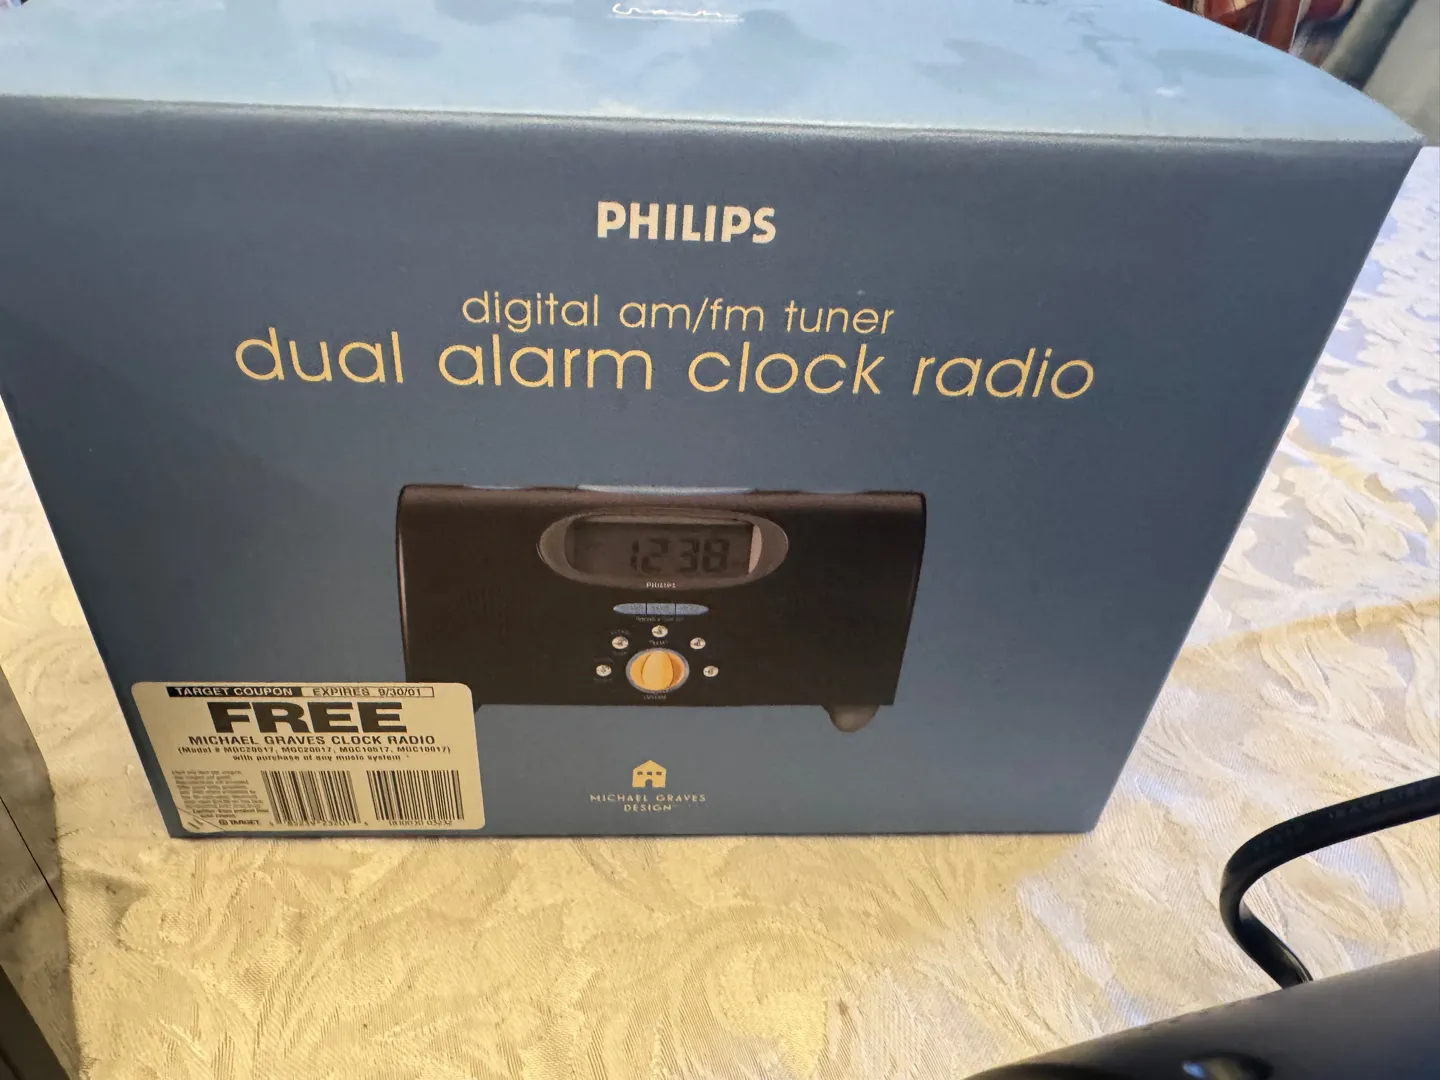 PHILIPS
digital am/fm tuner
dual alarm clock radio
12:38
PHILIPS
TARGET COUPON EXPIRES 9/30/01
FREE
MICHAEL GRAVES CLOCK RADIO
with purchase of any music system
TARGET
MICHAEL GRAVES
DESIGN